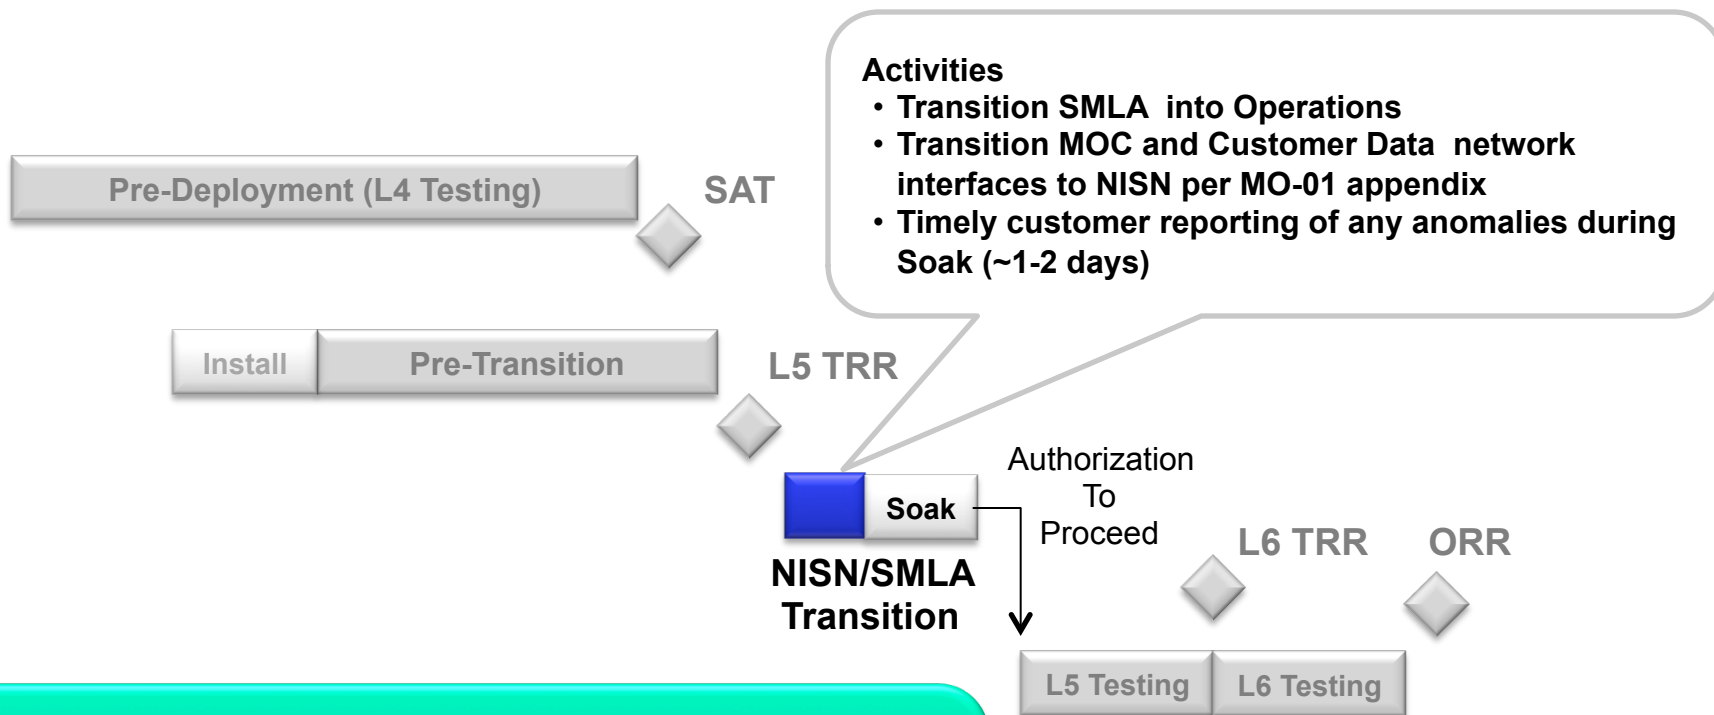 Activities
• Transition SMLA into Operations
• Transition MOC and Customer Data network
interfaces to NISN per MO-01 appendix
• Timely customer reporting of any anomalies during
Soak (~1-2 days)
Pre-Deployment (L4 Testing)
SAT
Install
Pre-Transition
L5 TRR
Soak
Authorization
To
Proceed
NISN/SMLA
Transition
L6 TRR
ORR
L5 Testing
L6 Testing